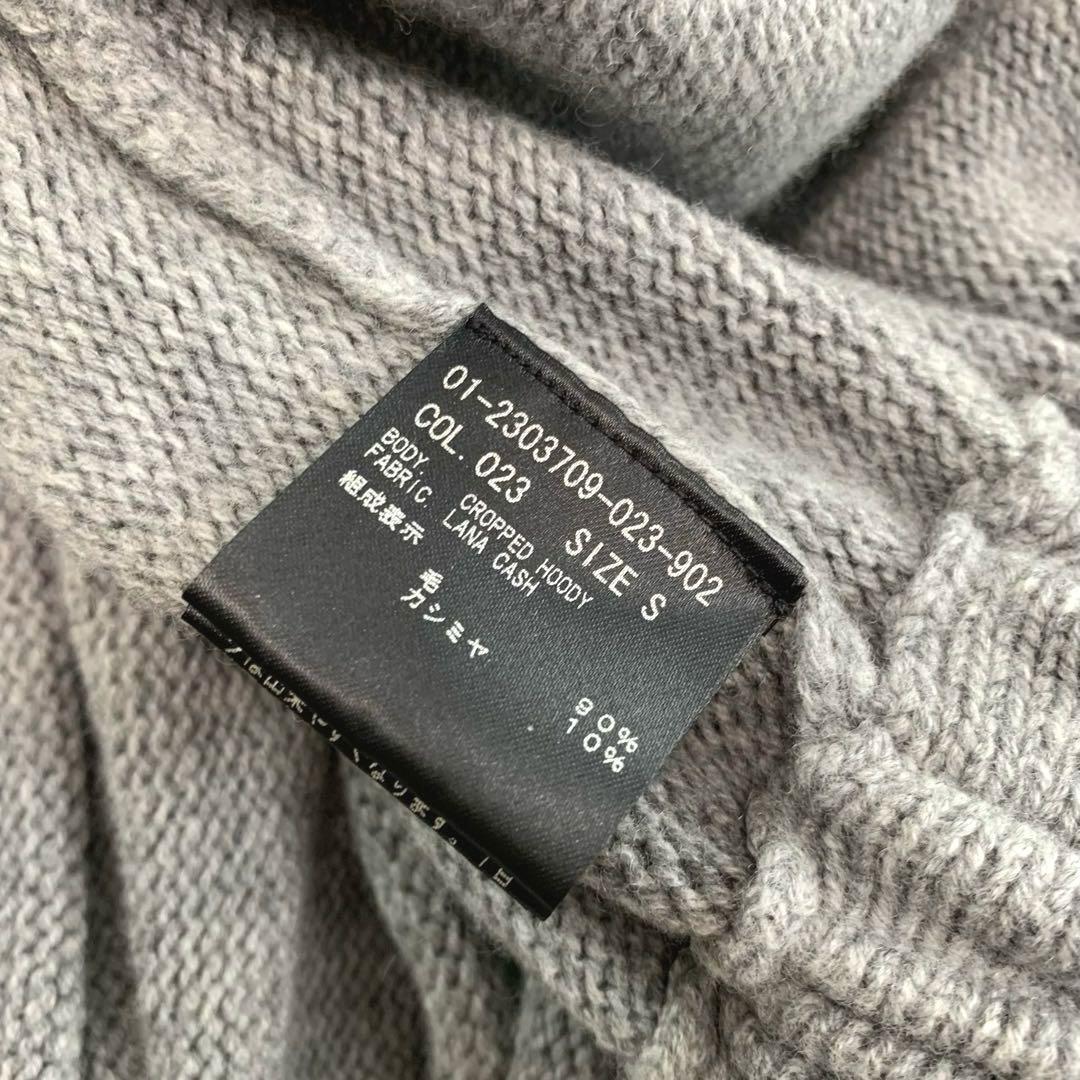 01-2303709-023-902
COL. 023 SIZE S
BODY. CROPPED HOODY
FABRIC. LANA CASH
組成表示
毛 90%
カシミヤ 10%